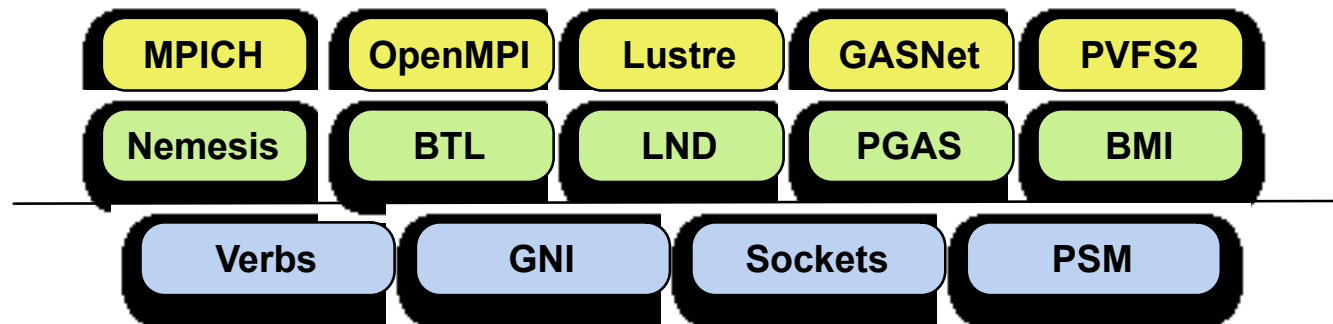 MPICH OpenMPI Lustre GASNet PVFS2
Nemesis BTL LND PGAS BMI
Verbs GNI Sockets PSM